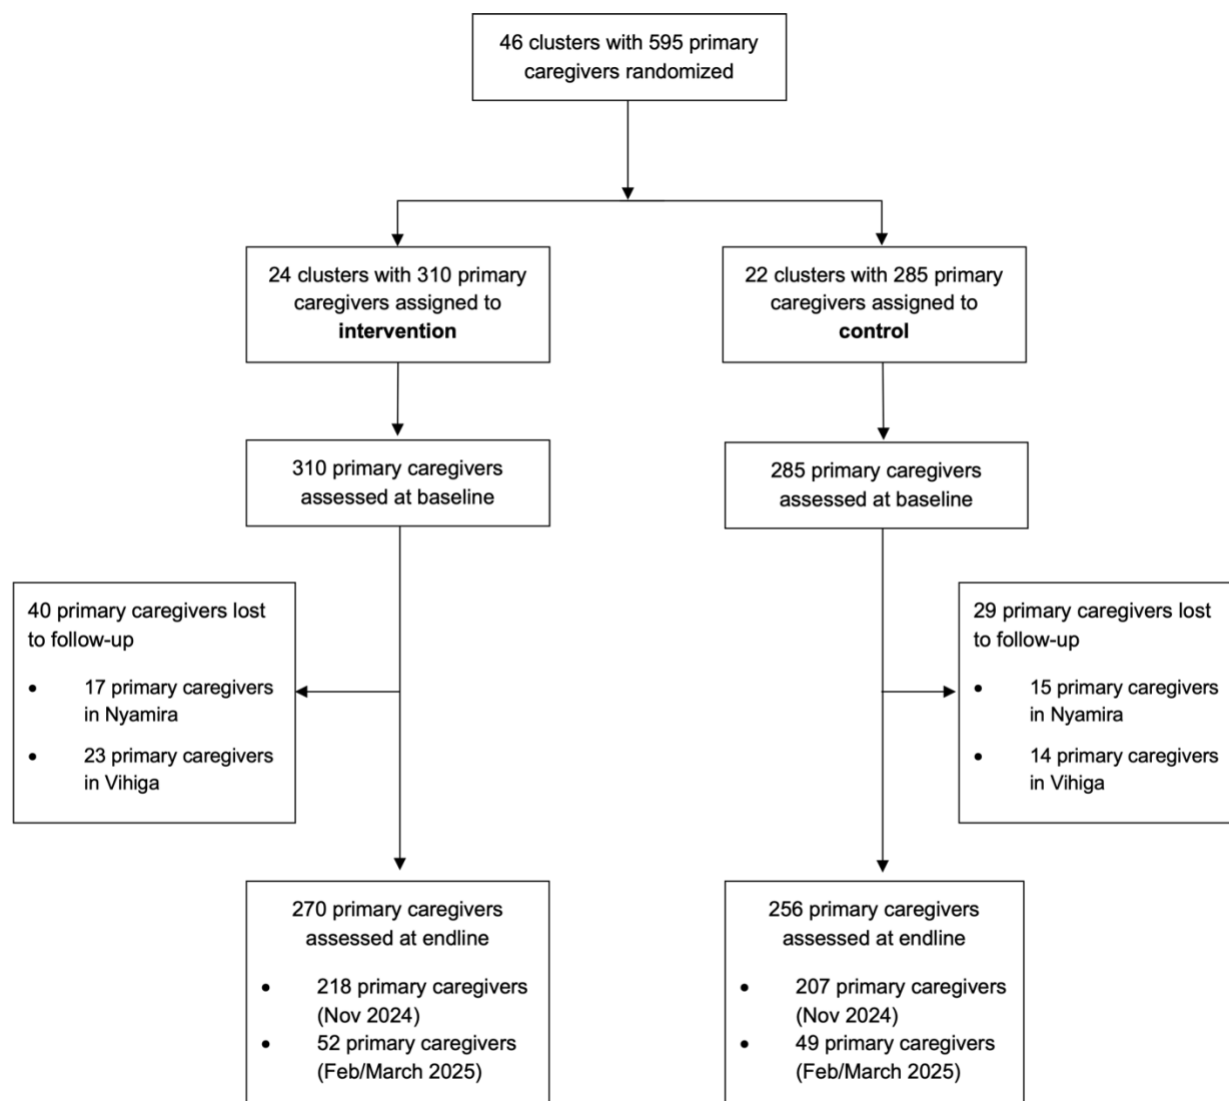 46 clusters with 595 primary
caregivers randomized
24 clusters with 310 primary
caregivers assigned to
intervention
22 clusters with 285 primary
caregivers assigned to
control
310 primary caregivers
assessed at baseline
285 primary caregivers
assessed at baseline
40 primary caregivers lost
to follow-up
• 17 primary caregivers
in Nyamira
• 23 primary caregivers
in Vihiga
29 primary caregivers lost
to follow-up
• 15 primary caregivers
in Nyamira
• 14 primary caregivers
in Vihiga
270 primary caregivers
assessed at endline
• 218 primary caregivers
(Nov 2024)
• 52 primary caregivers
(Feb/March 2025)
256 primary caregivers
assessed at endline
• 207 primary caregivers
(Nov 2024)
• 49 primary caregivers
(Feb/March 2025)